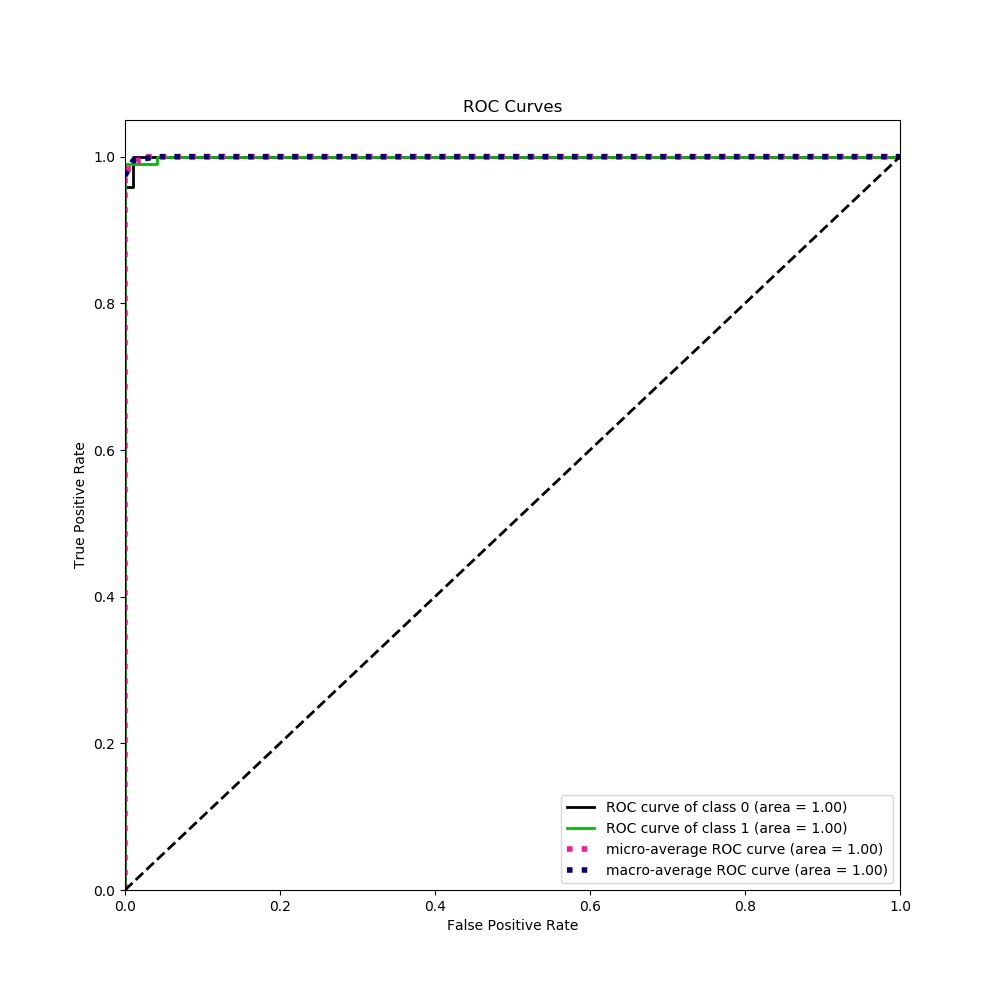 ROC Curves
True Positive Rate
1.0
0.8
0.6
0.4
0.2
0.0
0.0 0.2 0.4 0.6 0.8 1.0
False Positive Rate
ROC curve of class 0 (area = 1.00)
ROC curve of class 1 (area = 1.00)
micro-average ROC curve (area = 1.00)
macro-average ROC curve (area = 1.00)